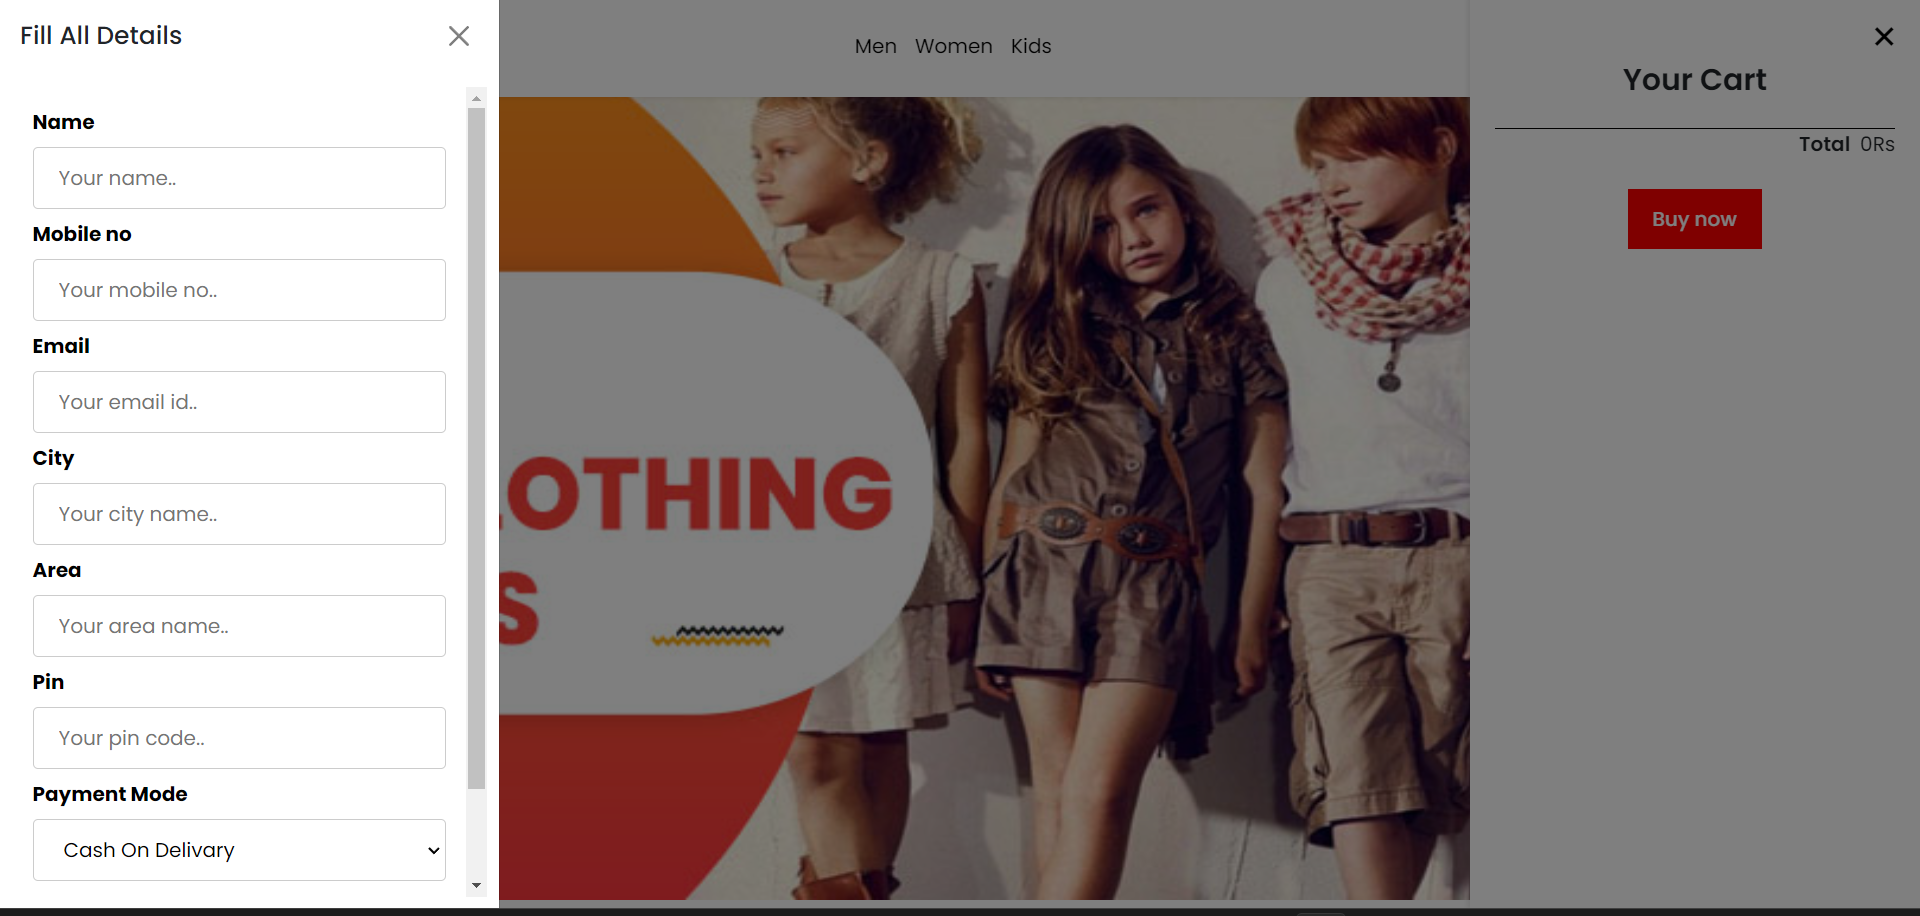 Fill All Details
Name
Your name..
Mobile no
Your mobile no..
Email
Your email id..
City
Your city name..
Area
Your area name..
Pin
Your pin code..
Payment Mode
Cash On Delivary
Men Women Kids
LOTHING
S
Your Cart
Total 0Rs
Buy now